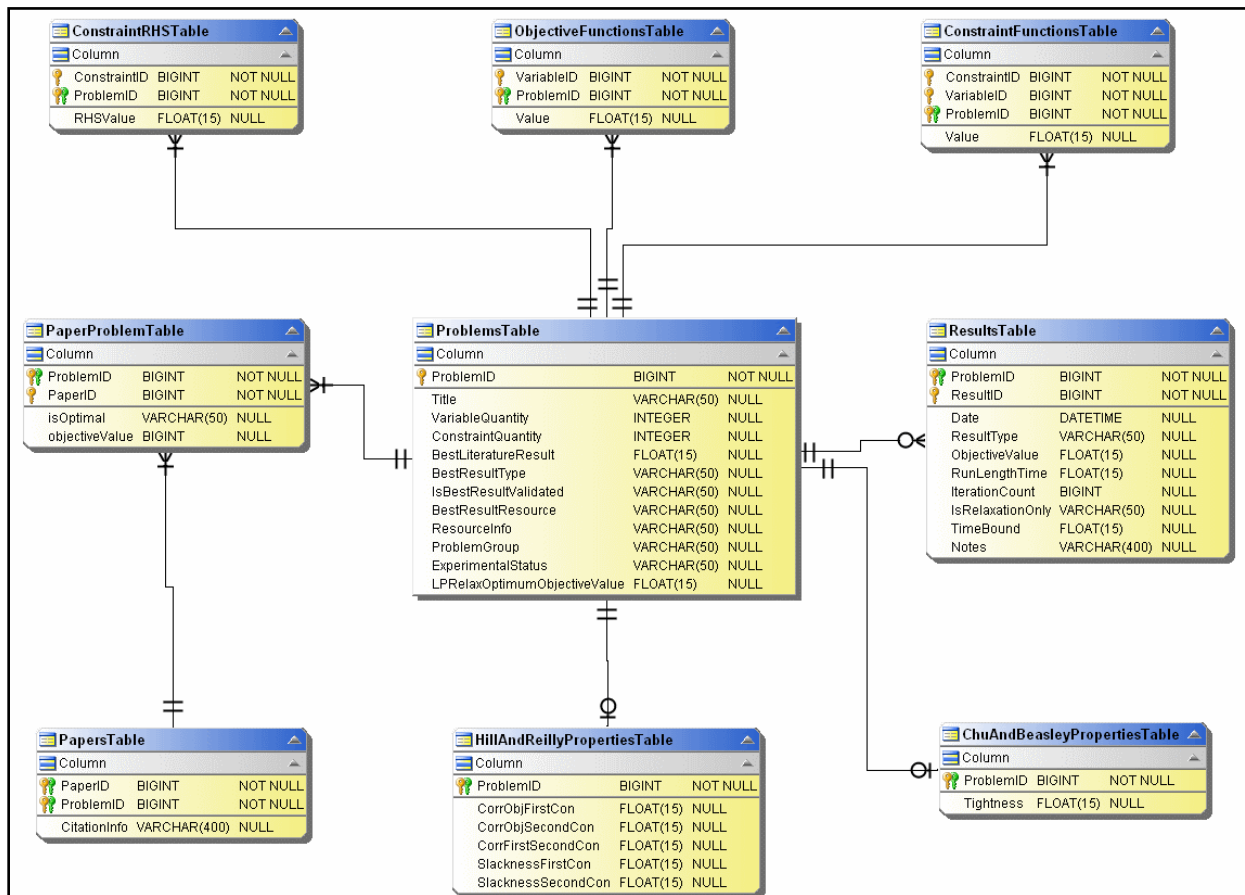 ConstraintRHSTable
Column
ConstraintID BIGINT NOT NULL
ProblemID BIGINT NOT NULL
RHSValue FLOAT(15) NULL
ObjectiveFunctionsTable
Column
VariableID BIGINT NOT NULL
ProblemID BIGINT NOT NULL
Value FLOAT(15) NULL
ConstraintFunctionsTable
Column
ConstraintID BIGINT NOT NULL
VariableID BIGINT NOT NULL
ProblemID BIGINT NOT NULL
Value FLOAT(15) NULL
PaperProblemTable
Column
ProblemID BIGINT NOT NULL
PaperID BIGINT NOT NULL
isOptimal VARCHAR(50) NULL
objectiveValue BIGINT NULL
ProblemsTable
Column
ProblemID BIGINT NOT NULL
Title VARCHAR(50) NULL
VariableQuantity INTEGER NULL
ConstraintQuantity INTEGER NULL
BestLiteratureResult FLOAT(15) NULL
BestResultType VARCHAR(50) NULL
IsBestResultValidated VARCHAR(50) NULL
BestResultResource VARCHAR(50) NULL
ResourceInfo VARCHAR(50) NULL
ProblemGroup VARCHAR(50) NULL
ExperimentalStatus VARCHAR(50) NULL
LPRelaxOptimumObjectiveValue FLOAT(15) NULL
ResultsTable
Column
ProblemID BIGINT NOT NULL
ResultID BIGINT NOT NULL
Date DATETIME NULL
ResultType VARCHAR(50) NULL
ObjectiveValue FLOAT(15) NULL
RunLengthTime FLOAT(15) NULL
IterationCount BIGINT NULL
IsRelaxationOnly VARCHAR(50) NULL
TimeBound FLOAT(15) NULL
Notes VARCHAR(400) NULL
PapersTable
Column
PaperID BIGINT NOT NULL
ProblemID BIGINT NOT NULL
CitationInfo VARCHAR(400) NULL
HillAndReillyPropertiesTable
Column
ProblemID BIGINT NOT NULL
CorrObjFirstCon FLOAT(15) NULL
CorrObjSecondCon FLOAT(15) NULL
CorrFirstSecondCon FLOAT(15) NULL
SlacknessFirstCon FLOAT(15) NULL
SlacknessSecondCon FLOAT(15) NULL
ChuAndBeasleyPropertiesTable
Column
ProblemID BIGINT NOT NULL
Tightness FLOAT(15) NULL